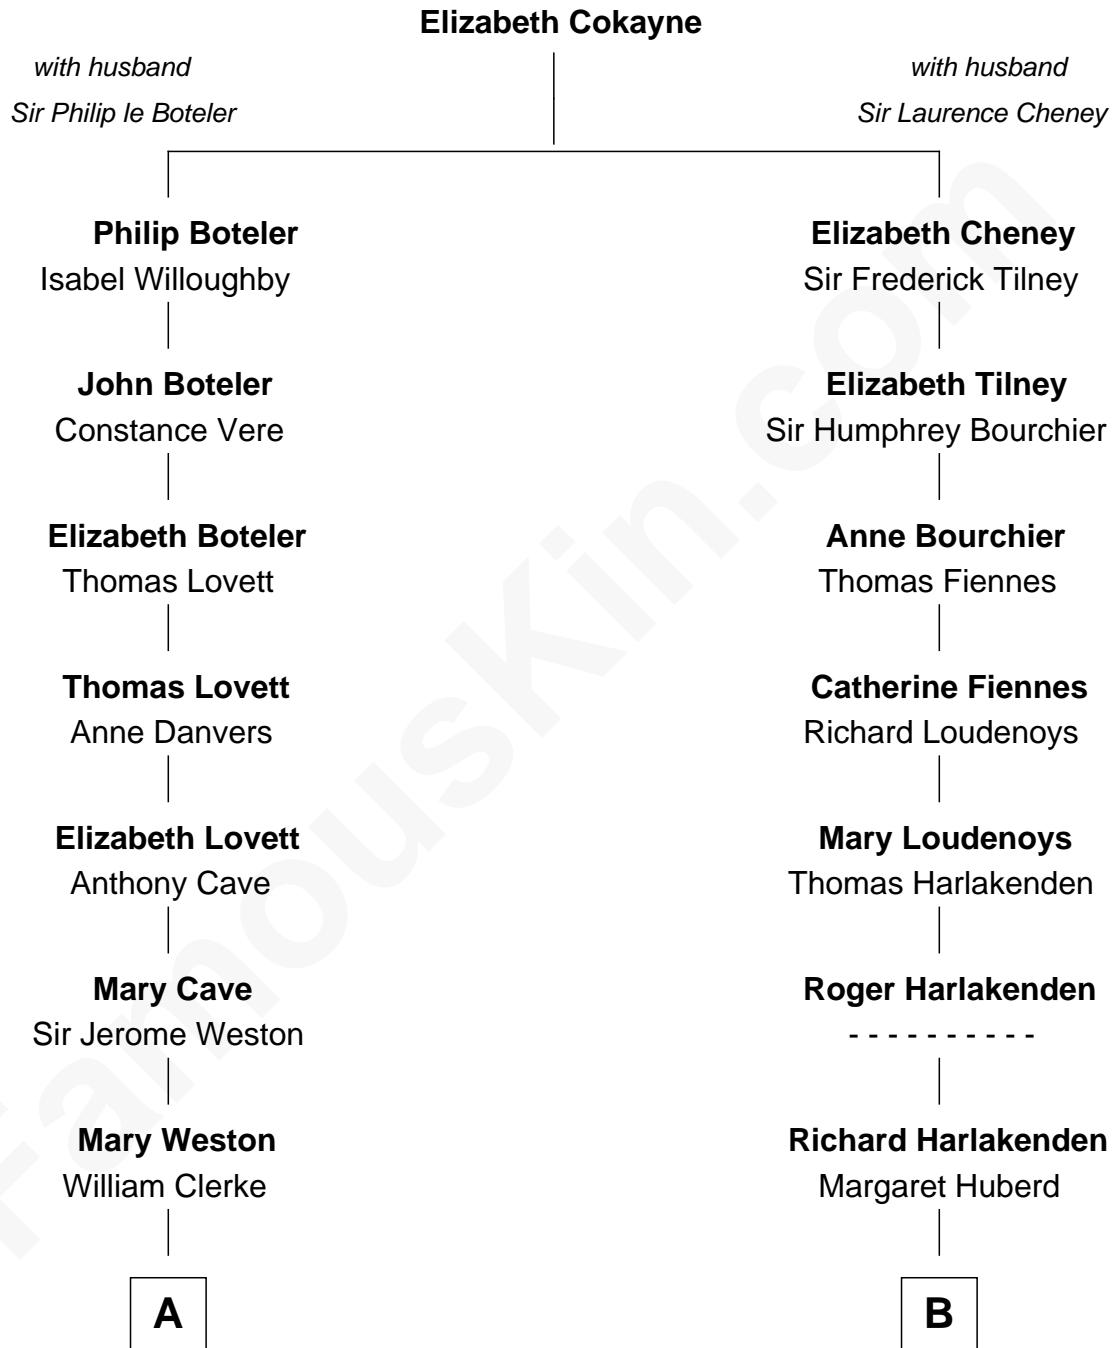 Elizabeth Cokayne
with husband
Sir Philip le Boteler
with husband
Sir Laurence Cheney
Philip Boteler
Isabel Willoughby
Elizabeth Cheney
Sir Frederick Tilney
John Boteler
Constance Vere
Elizabeth Tilney
Sir Humphrey Bourchier
Elizabeth Boteler
Thomas Lovett
Anne Bourchier
Thomas Fiennes
Thomas Lovett
Anne Danvers
Catherine Fiennes
Richard Loudenoys
Elizabeth Lovett
Anthony Cave
Mary Loudenoys
Thomas Harlakenden
Mary Cave
Sir Jerome Weston
Roger Harlakenden
- - - - - - - - - -
Mary Weston
William Clerke
Richard Harlakenden
Margaret Huberd
A
B
FamousKin.com